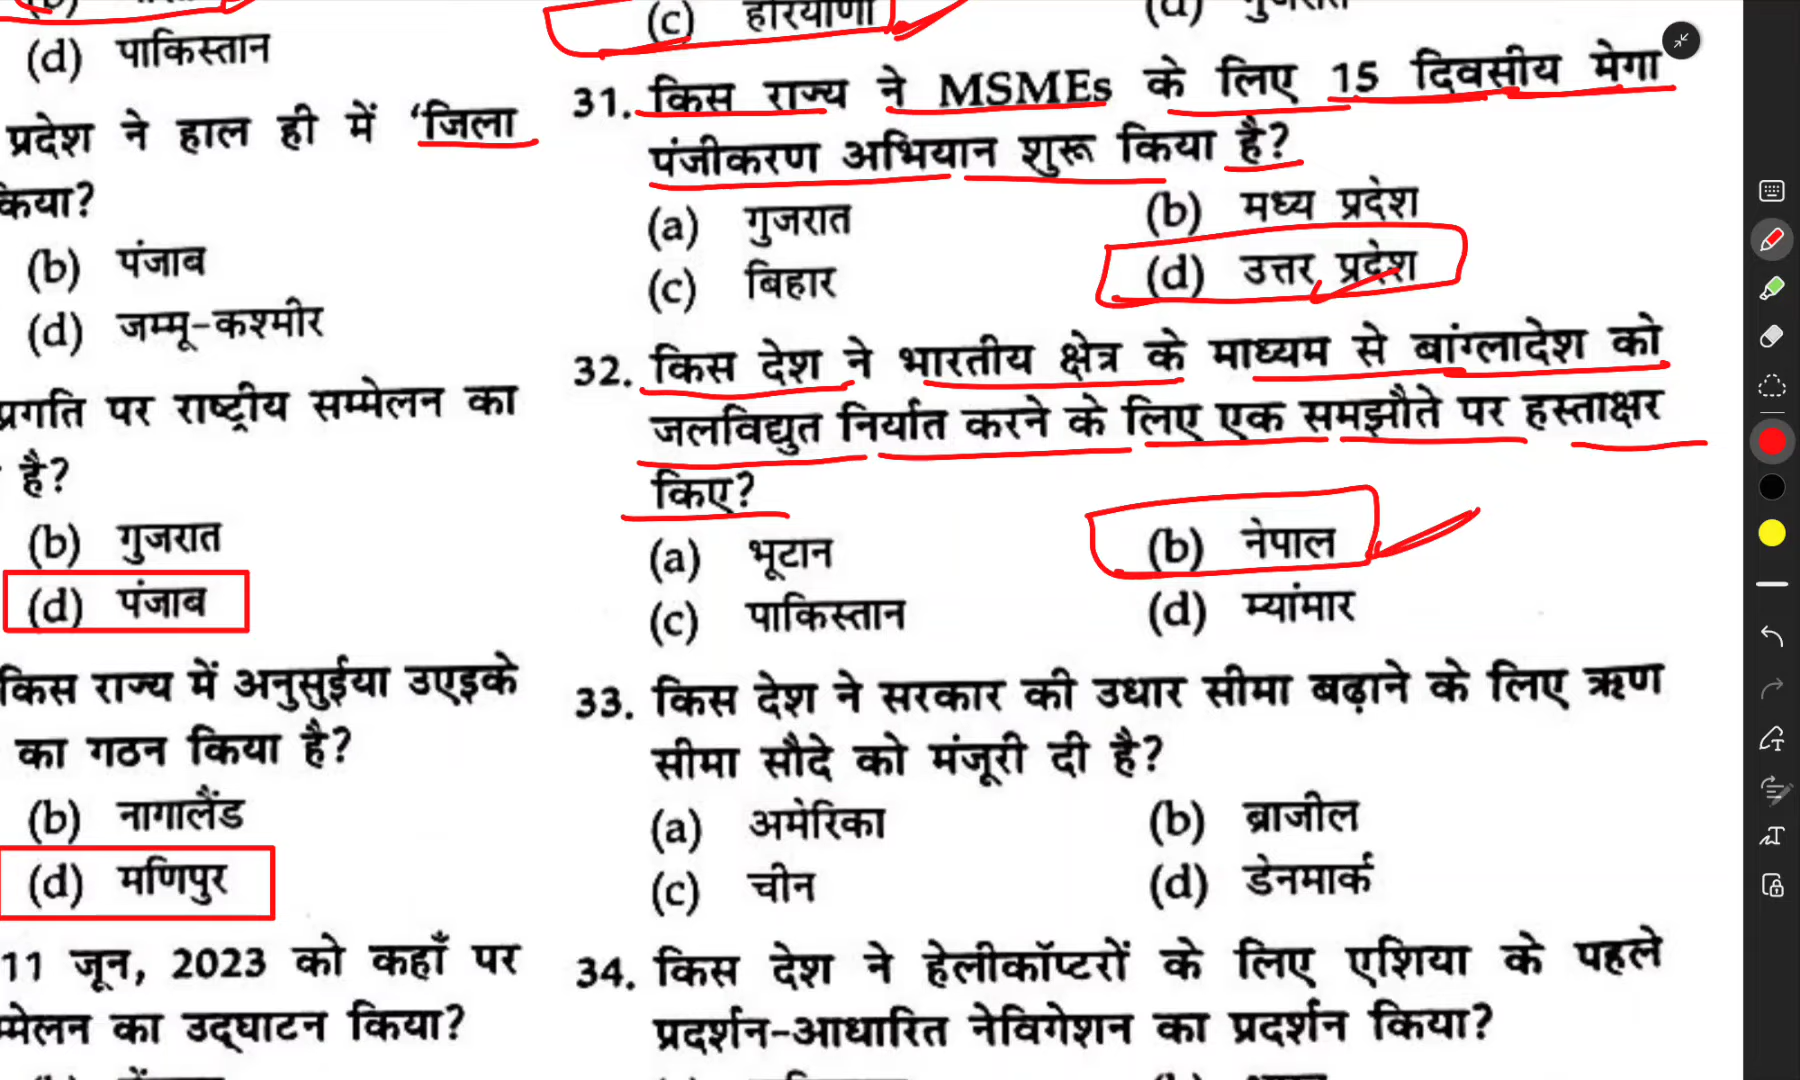 (d) पाकिस्तान
प्रदेश ने हाल ही में ‘जिला
किया?
(b) पंजाब
(d) जम्मू-कश्मीर
प्रगति पर राष्ट्रीय सम्मेलन का
है?
(b) गुजरात
(d) पंजाब
किस राज्य में अनुसुईया उएइके
का गठन किया है?
(b) नागालैंड
(d) मणिपुर
11 जून, 2023 को कहाँ पर
म्मेलन का उद्घाटन किया?
(c) हरियाणा
(d) गुजरात
31. किस राज्य ने MSMEs के लिए 15 दिवसीय मेगा
पंजीकरण अभियान शुरू किया है?
(a) गुजरात (b) मध्य प्रदेश
(c) बिहार (d) उत्तर प्रदेश
32. किस देश ने भारतीय क्षेत्र के माध्यम से बांग्लादेश को
जलविद्युत निर्यात करने के लिए एक समझौते पर हस्ताक्षर
किए?
(a) भूटान (b) नेपाल
(c) पाकिस्तान (d) म्यांमार
33. किस देश ने सरकार की उधार सीमा बढ़ाने के लिए ऋण
सीमा सौदे को मंजूरी दी है?
(a) अमेरिका (b) ब्राजील
(c) चीन (d) डेनमार्क
34. किस देश ने हेलीकॉप्टरों के लिए एशिया के पहले
प्रदर्शन-आधारित नेविगेशन का प्रदर्शन किया?